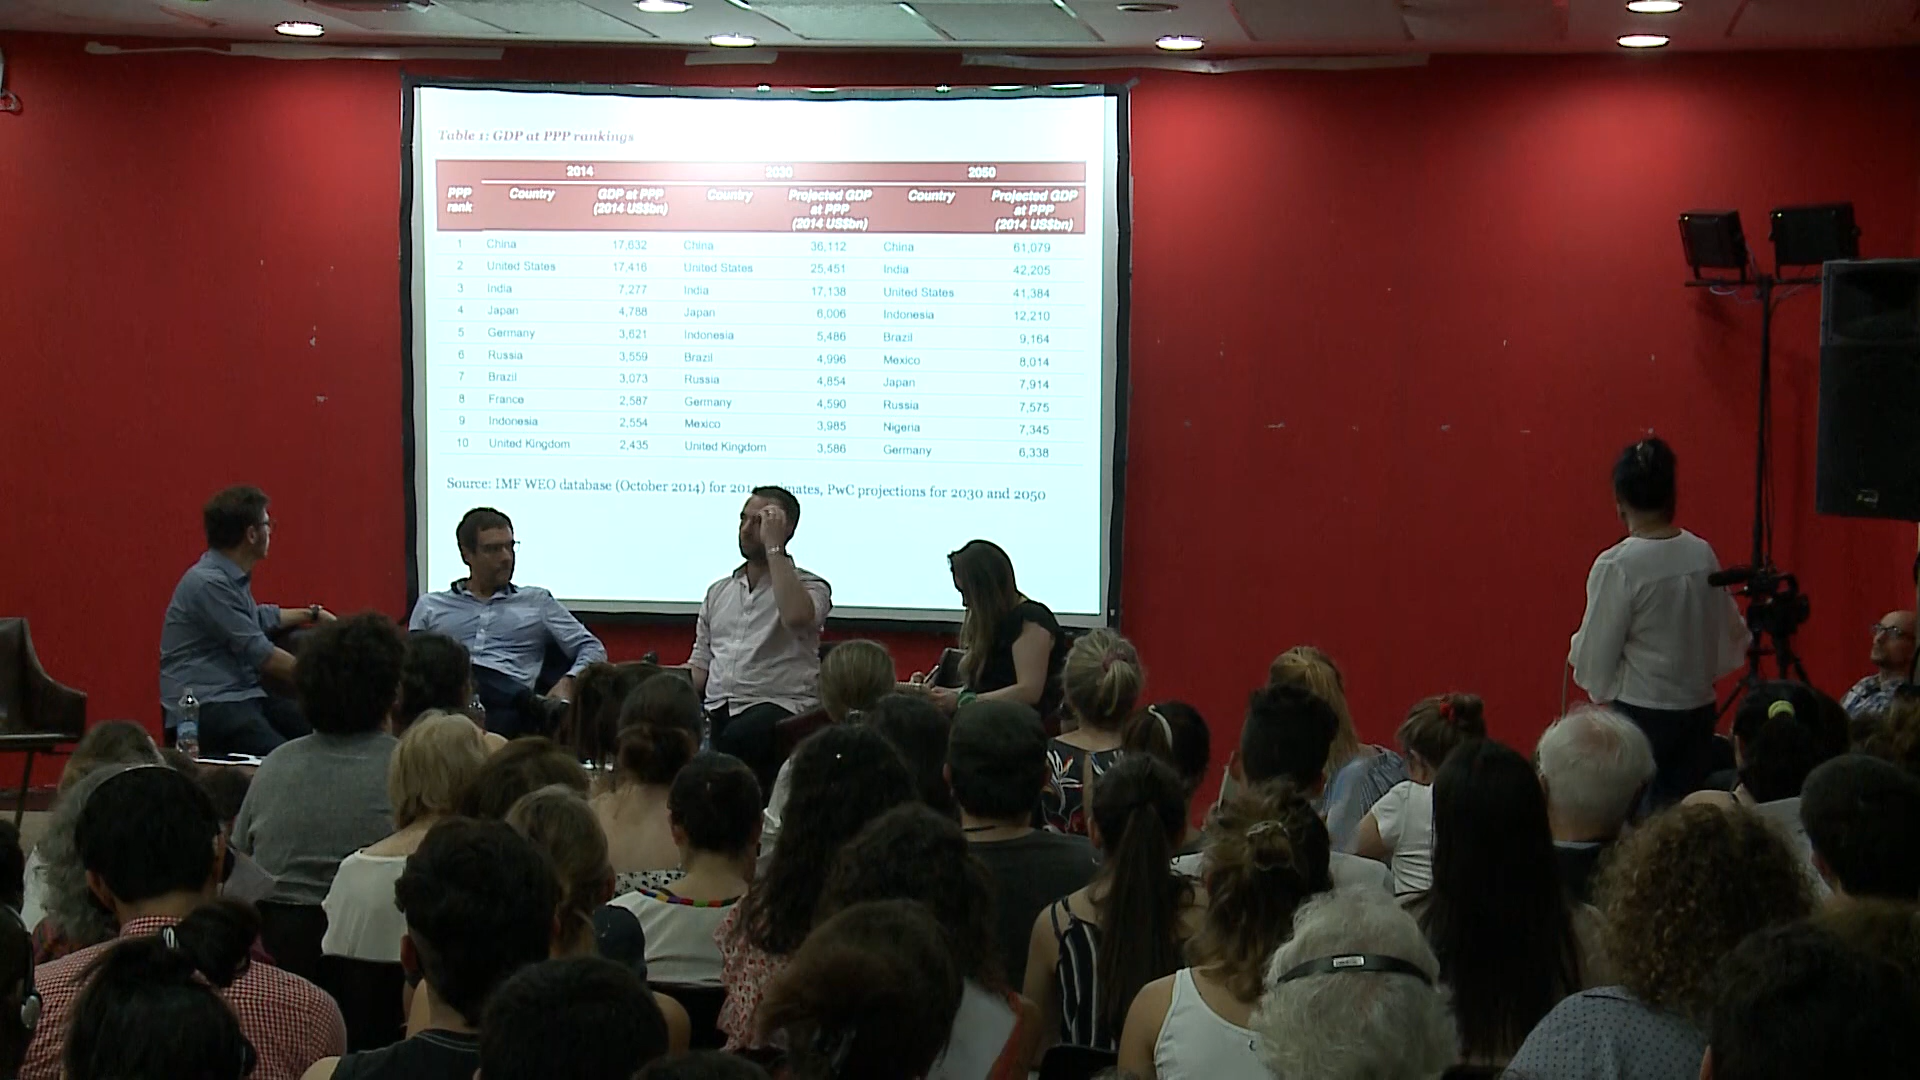 Table 1: GDP at PPP rankings
2014 2030 2050
PPP rank Country GDP at PPP (2014 US$bn) Country Projected GDP at PPP (2014 US$bn) Country Projected GDP at PPP (2014 US$bn)
1 China 17,632 China 36,112 China 61,079
2 United States 17,416 United States 25,451 India 42,205
3 India 7,277 India 17,138 United States 41,384
4 Japan 4,788 Japan 6,006 Indonesia 12,210
5 Germany 3,621 Indonesia 5,486 Brazil 9,164
6 Russia 3,559 Brazil 4,996 Mexico 8,014
7 Brazil 3,073 Russia 4,854 Japan 7,914
8 France 2,587 Germany 4,590 Russia 7,575
9 Indonesia 2,554 Mexico 3,985 Nigeria 7,345
10 United Kingdom 2,435 United Kingdom 3,586 Germany 6,338
Source: IMF WEO database (October 2014) for PwC projections for 2030 and 2050